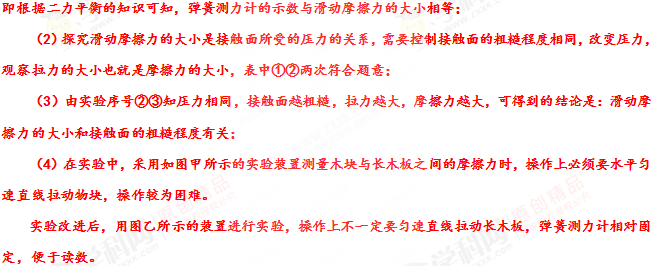 即根据二力平衡的知识可知，弹簧测力计的示数与滑动摩擦力的大小相等；
（2）探究滑动摩擦力的大小是接触面所受的压力的关系，需要控制接触面的粗糙程度相同，改变压力，
观察拉力的大小也就是摩擦力的大小，表中①②两次符合题意；
（3）由实验序号②③知压力相同，接触面越粗糙，拉力越大，摩擦力越大，可得到的结论是：滑动摩
擦力的大小和接触面的粗糙程度有关；
（4）在实验中，采用如图甲所示的实验装置测量木块与长木板之间的摩擦力时，操作上必须要水平匀
速直线拉动物块，操作较为困难。
实验改进后，用图乙所示的装置进行实验，操作上不一定要匀速直线拉动长木板，弹簧测力计相对固
定，便于读数。